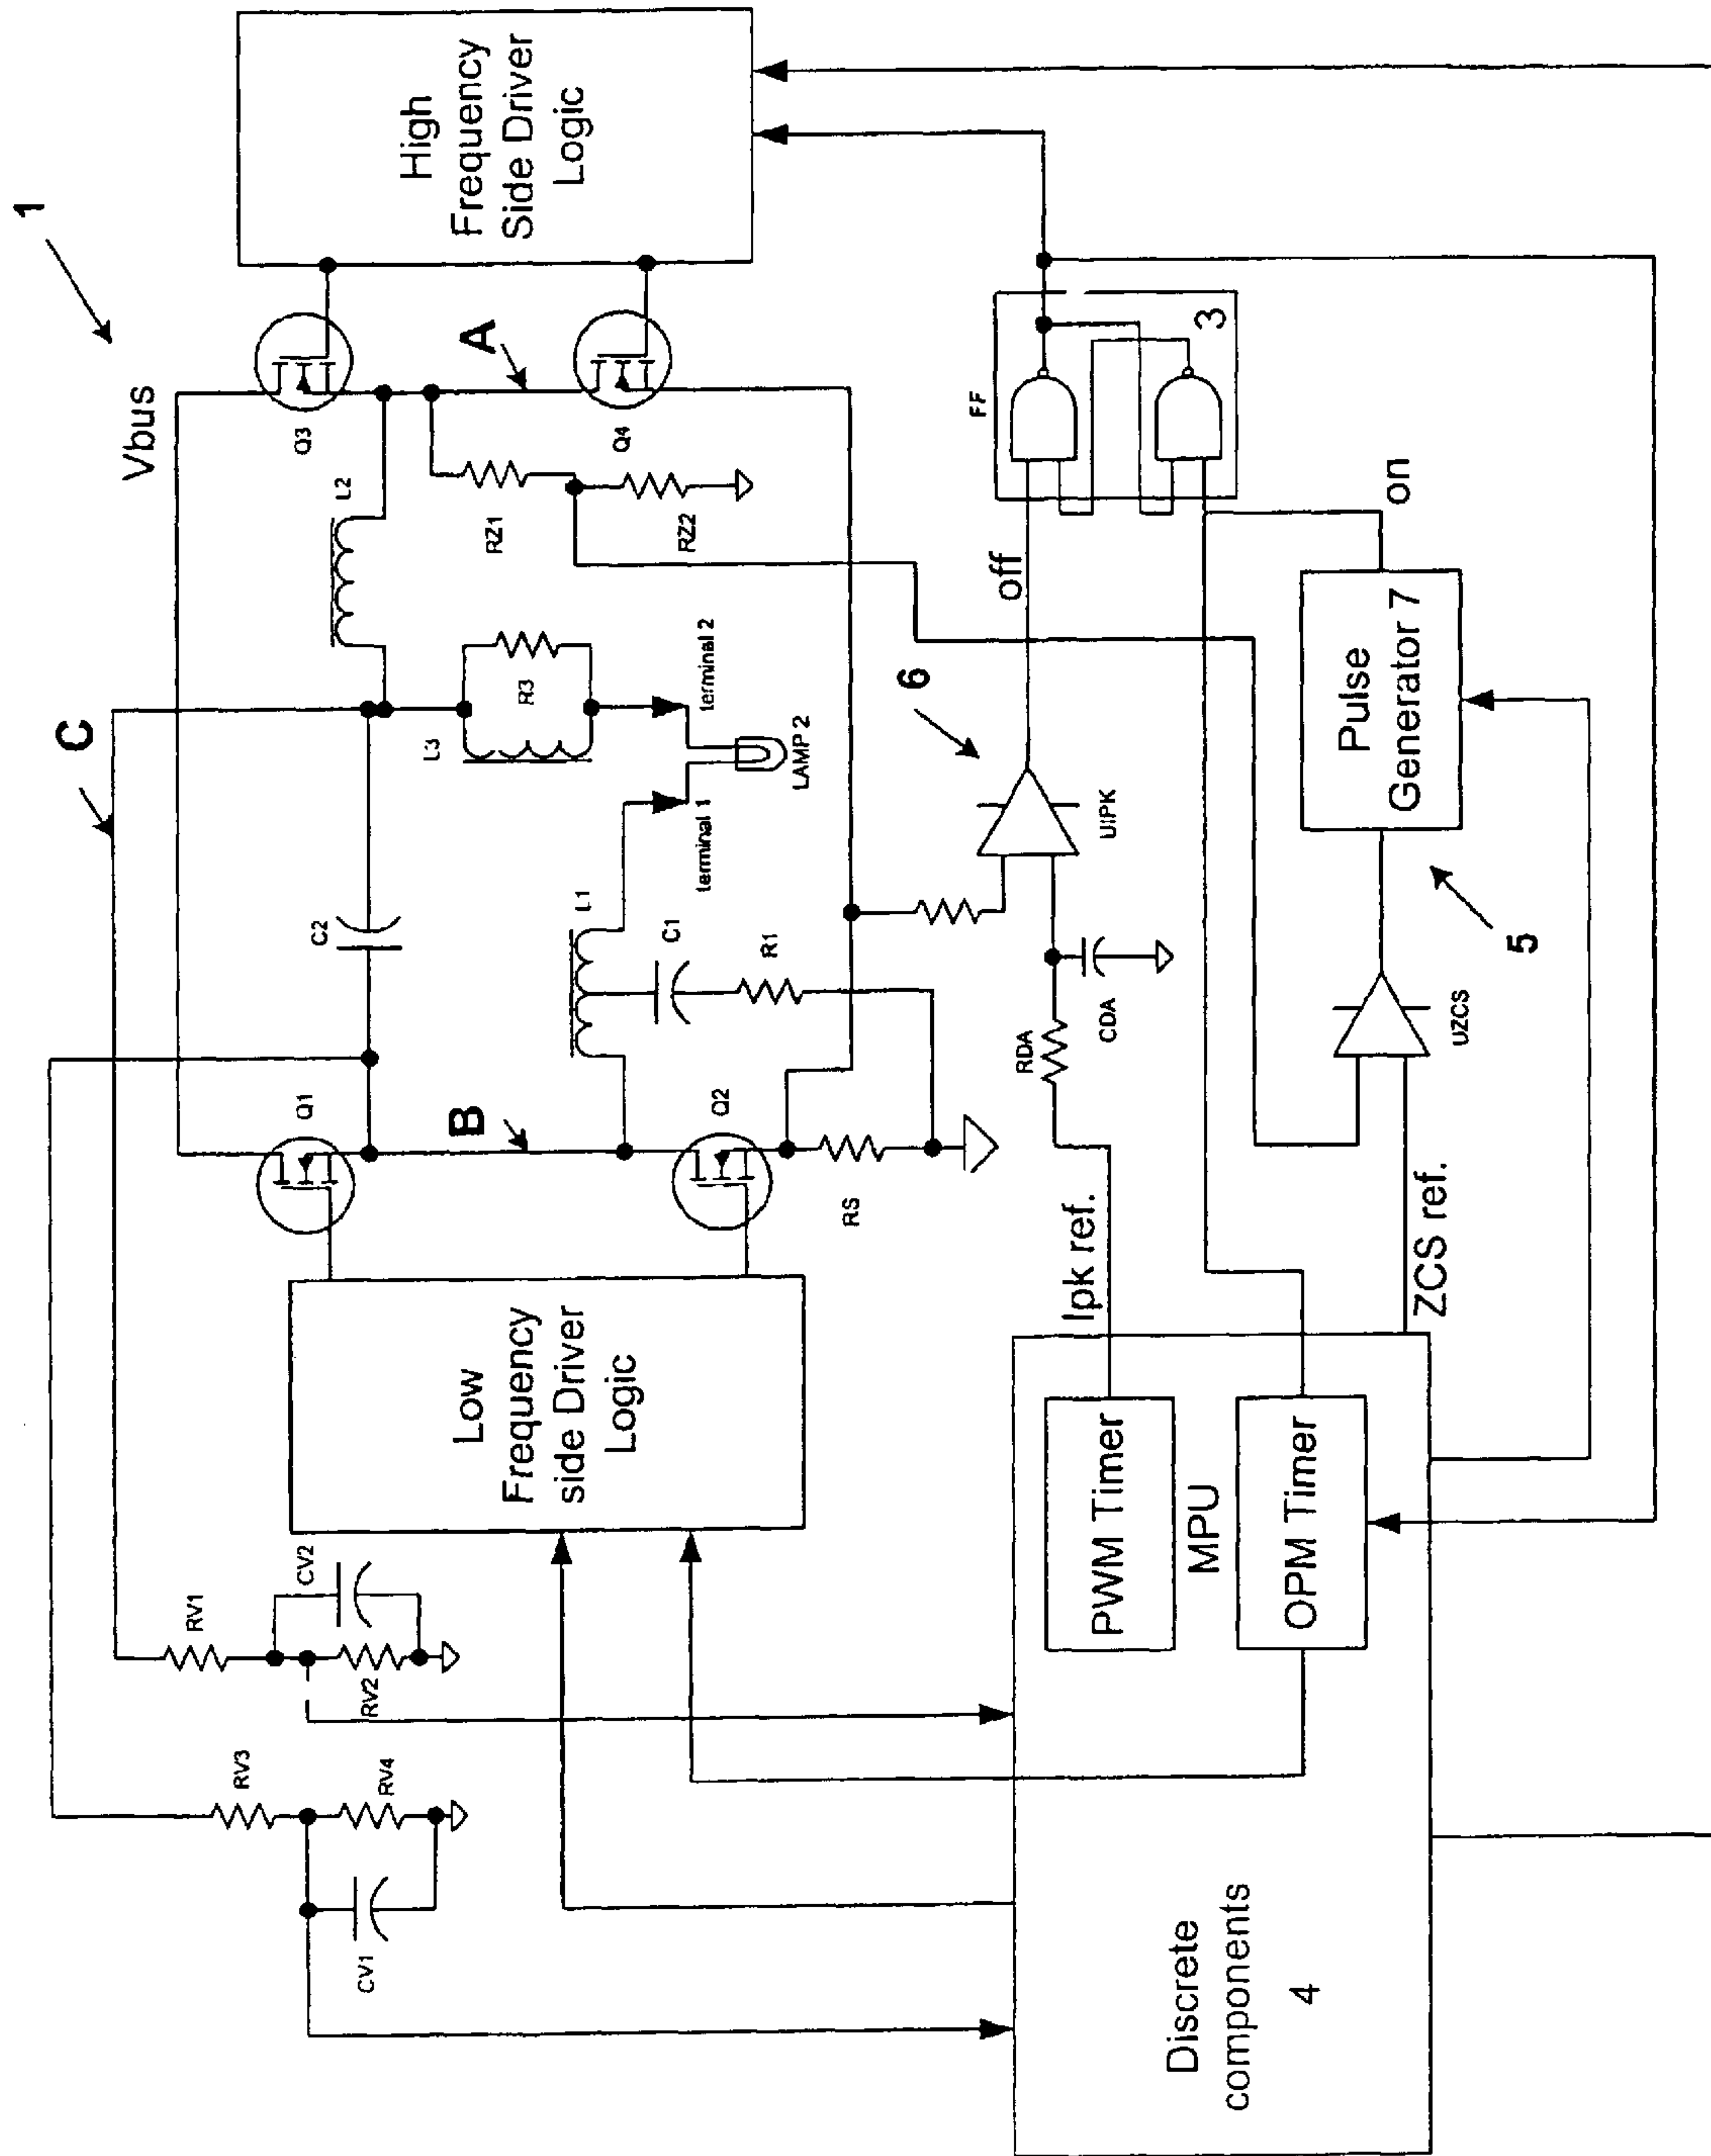 1
Vbus
C
A
B
Q1
Q2
Q3
Q4
L2
C2
L3
R3
RZ1
RZ2
L1
C1
R1
terminal 1
terminal 2
LAMP 2
RS
High
Frequency
Side Driver
Logic
Low
Frequency
side Driver
Logic
RV1
CV2
RV2
RV3
RV4
CV1
FF
3
off
on
6
UIPK
RDA
CDA
Ipk ref.
ZCS ref.
UZCS
5
Pulse
Generator 7
PWM Timer
MPU
OPM Timer
Discrete
components
4